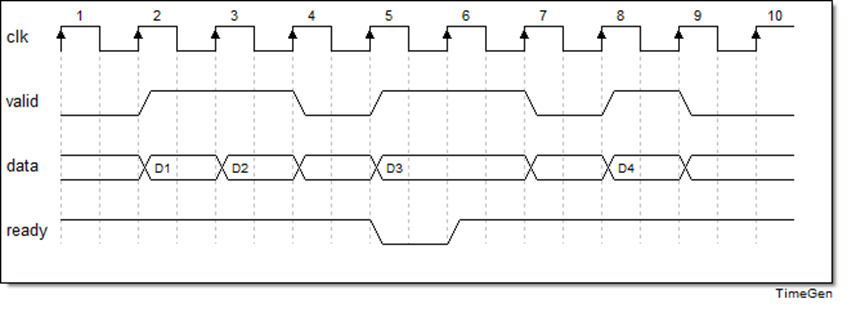 1 2 3 4 5 6 7 8 9 10
clk
valid
data D1 D2 D3 D4
ready
TimeGen